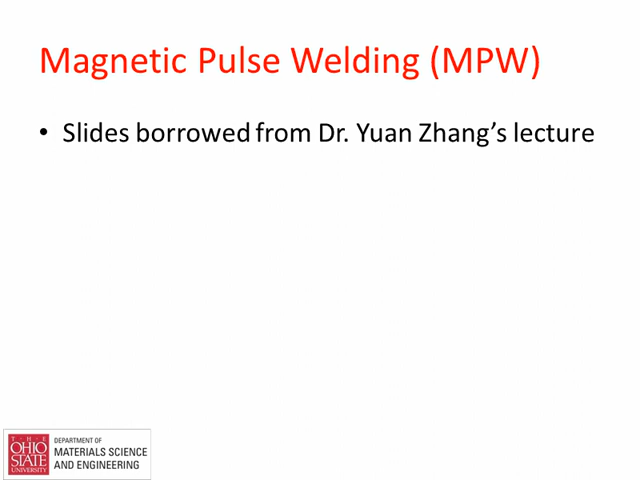 Magnetic Pulse Welding (MPW)
• Slides borrowed from Dr. Yuan Zhang's lecture
T · H · E
OHIO
STATE
UNIVERSITY
DEPARTMENT OF
MATERIALS SCIENCE
AND ENGINEERING